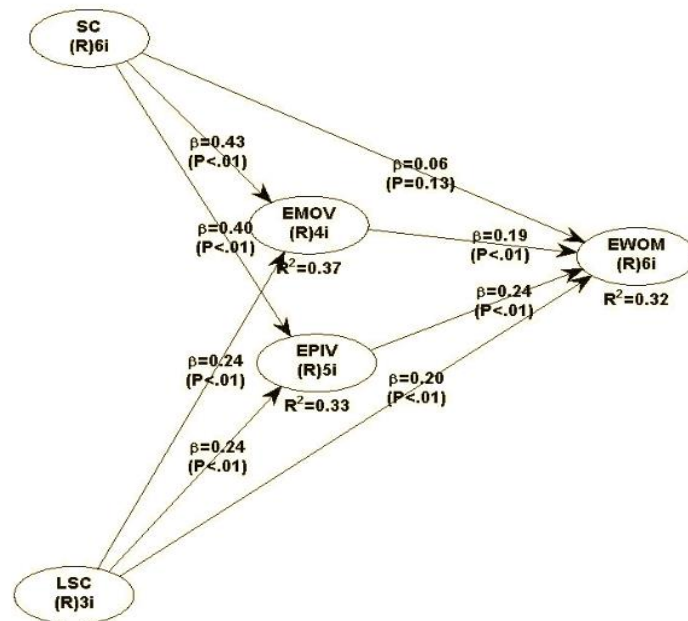 SC
(R)6i
β=0.43
(P<.01)
β=0.06
(P=0.13)
EMOV
(R)4i
R²=0.37
β=0.40
(P<.01)
β=0.19
(P<.01)
EWOM
(R)6i
R²=0.32
β=0.24
(P<.01)
EPIV
(R)5i
R²=0.33
β=0.24
(P<.01)
β=0.20
(P<.01)
β=0.24
(P<.01)
LSC
(R)3i